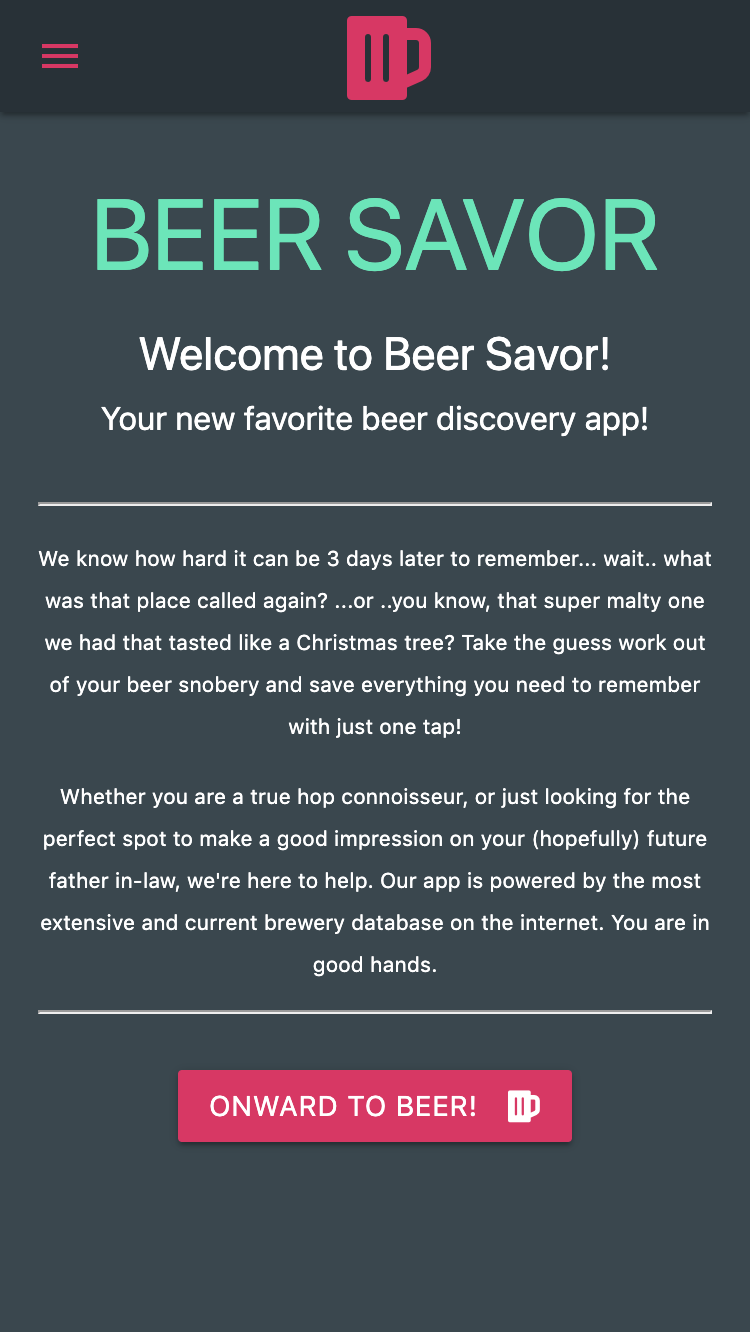 BEER SAVOR
Welcome to Beer Savor!
Your new favorite beer discovery app!
We know how hard it can be 3 days later to remember... wait.. what
was that place called again? ...or ..you know, that super malty one
we had that tasted like a Christmas tree? Take the guess work out
of your beer snobery and save everything you need to remember
with just one tap!
Whether you are a true hop connoisseur, or just looking for the
perfect spot to make a good impression on your (hopefully) future
father in-law, we're here to help. Our app is powered by the most
extensive and current brewery database on the internet. You are in
good hands.
ONWARD TO BEER!